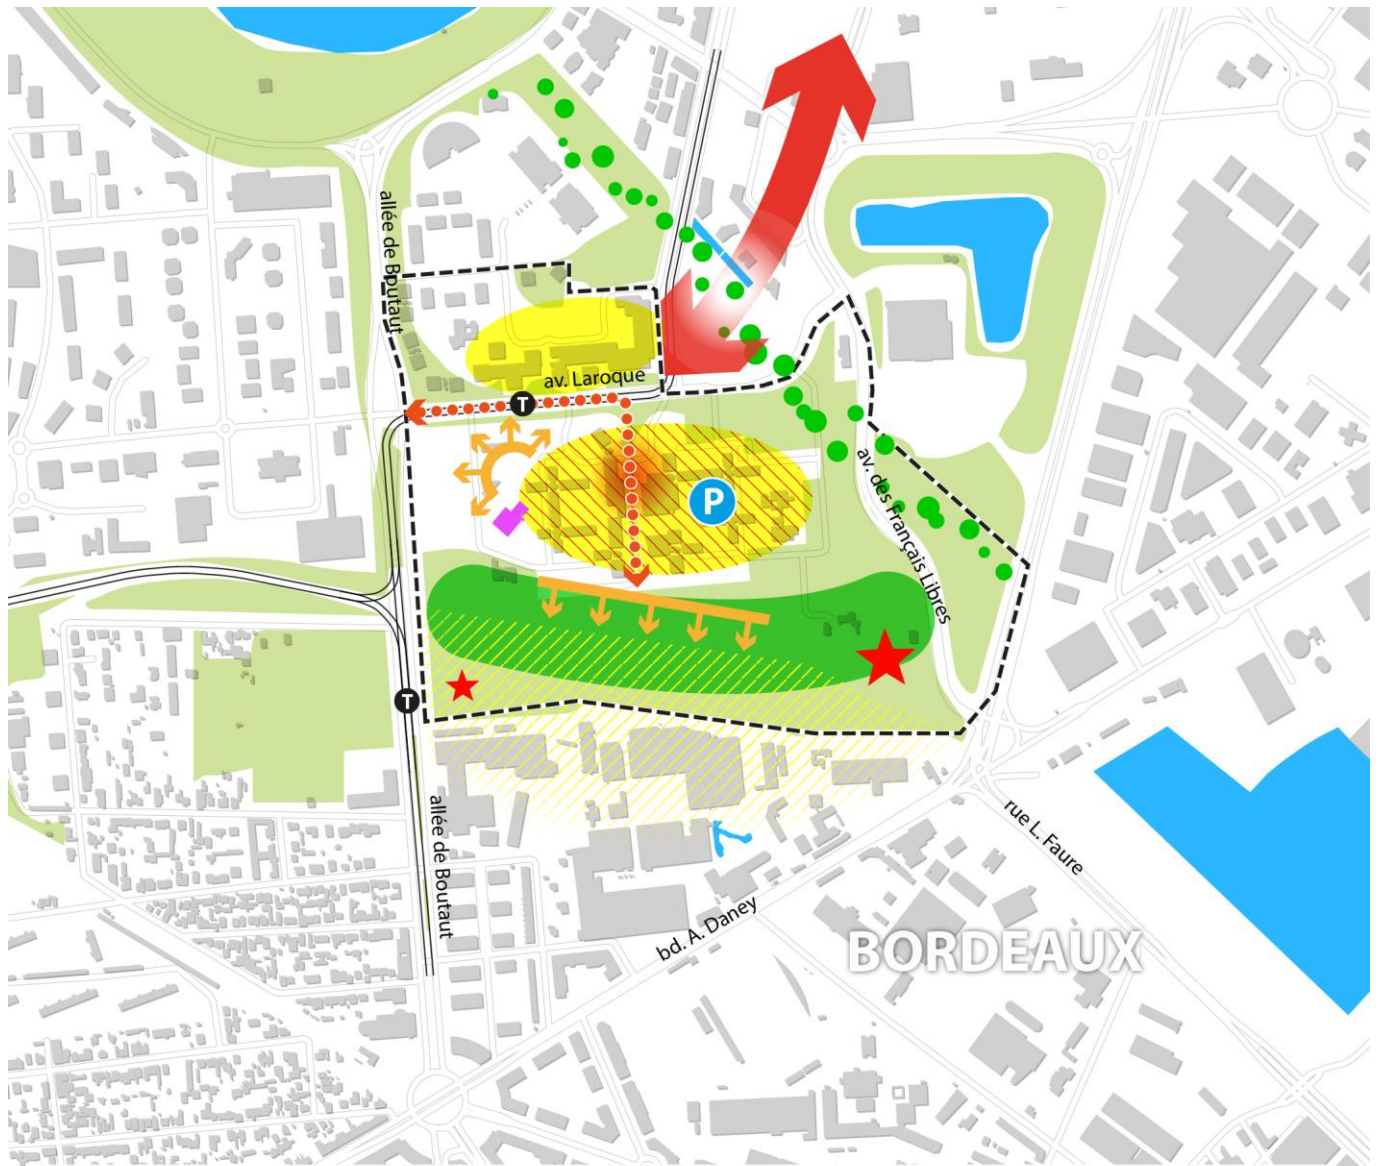 allée de Boutaut
av. Laroque
T
P
av. des Français Libres
T
allée de Boutaut
rue L. Faure
bd. A. Daney
BORDEAUX